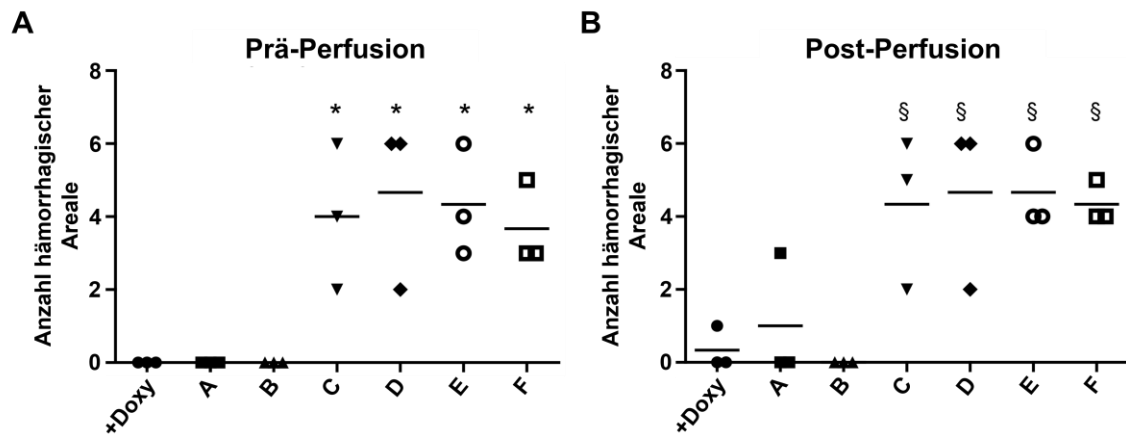 A
Prä-Perfusion
Anzahl hämorrhagischer
Areale
8
6
4
2
0
* * * *
+Doxy A B C D E F
B
Post-Perfusion
Anzahl hämorrhagischer
Areale
8
6
4
2
0
§ § § §
+Doxy A B C D E F